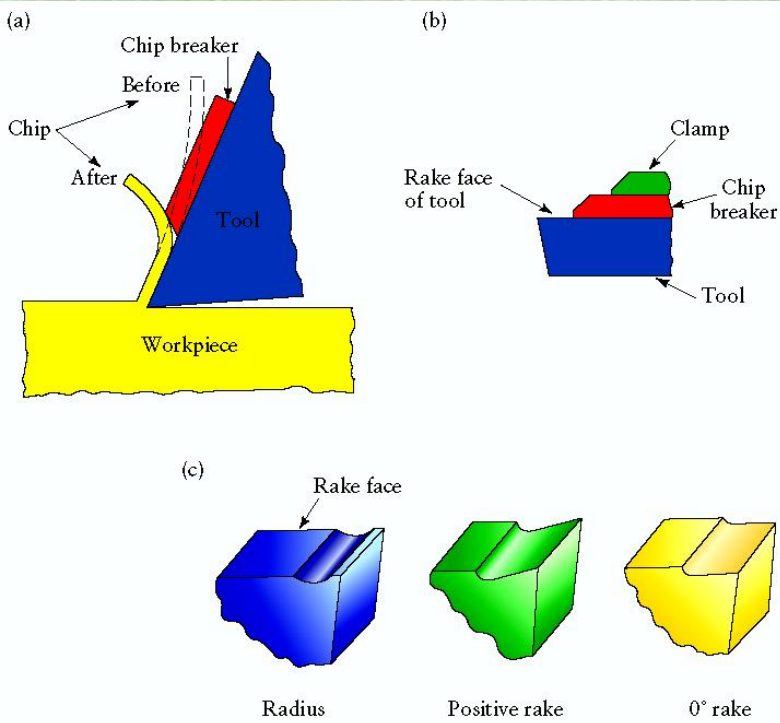 (a)
Chip breaker
Before
Chip
After
Tool
Workpiece
(b)
Clamp
Rake face
of tool
Chip
breaker
Tool
(c)
Rake face
Radius
Positive rake
0° rake